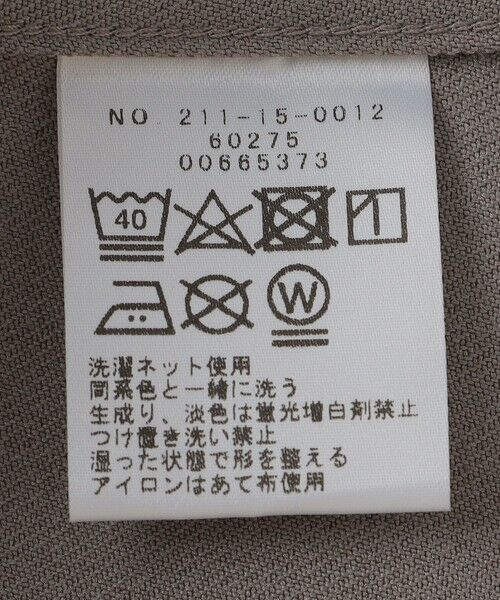 NO. 211-15-0012
60275
00665373
40
W
洗濯ネット使用
同系色と一緒に洗う
生成り、淡色は蛍光増白剤禁止
つけ置き洗い禁止
湿った状態で形を整える
アイロンはあて布使用